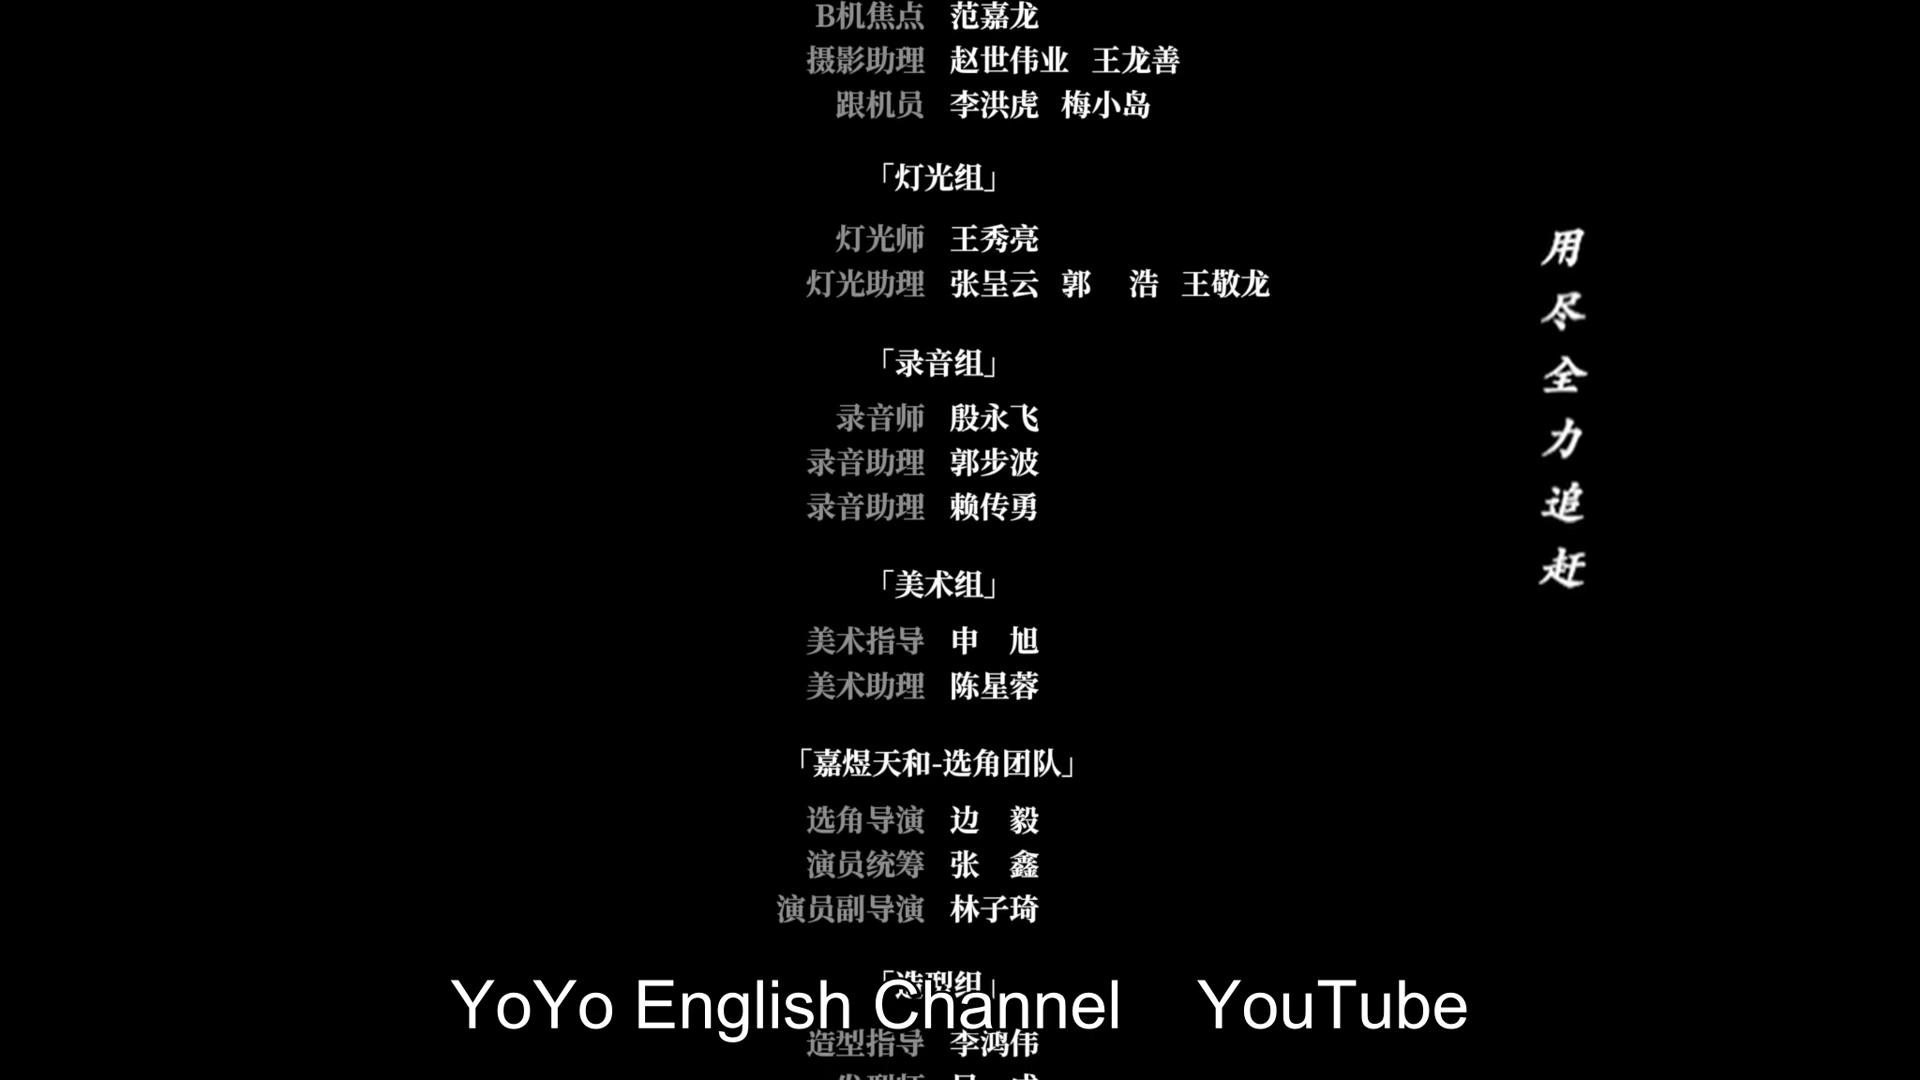 B机焦点 范嘉龙
摄影助理 赵世伟业 王龙善
跟机员 李洪虎 梅小岛
「灯光组」
灯光师 王秀亮
灯光助理 张呈云 郭 浩 王敬龙
「录音组」
录音师 殷永飞
录音助理 郭步波
录音助理 赖传勇
「美术组」
美术指导 申 旭
美术助理 陈星蓉
「嘉煜天和-选角团队」
选角导演 边 毅
演员统筹 张 鑫
演员副导演 林子琦
「造型组」
YoYo English Channel YouTube
造型指导 李鸿伟
用尽全力追赶